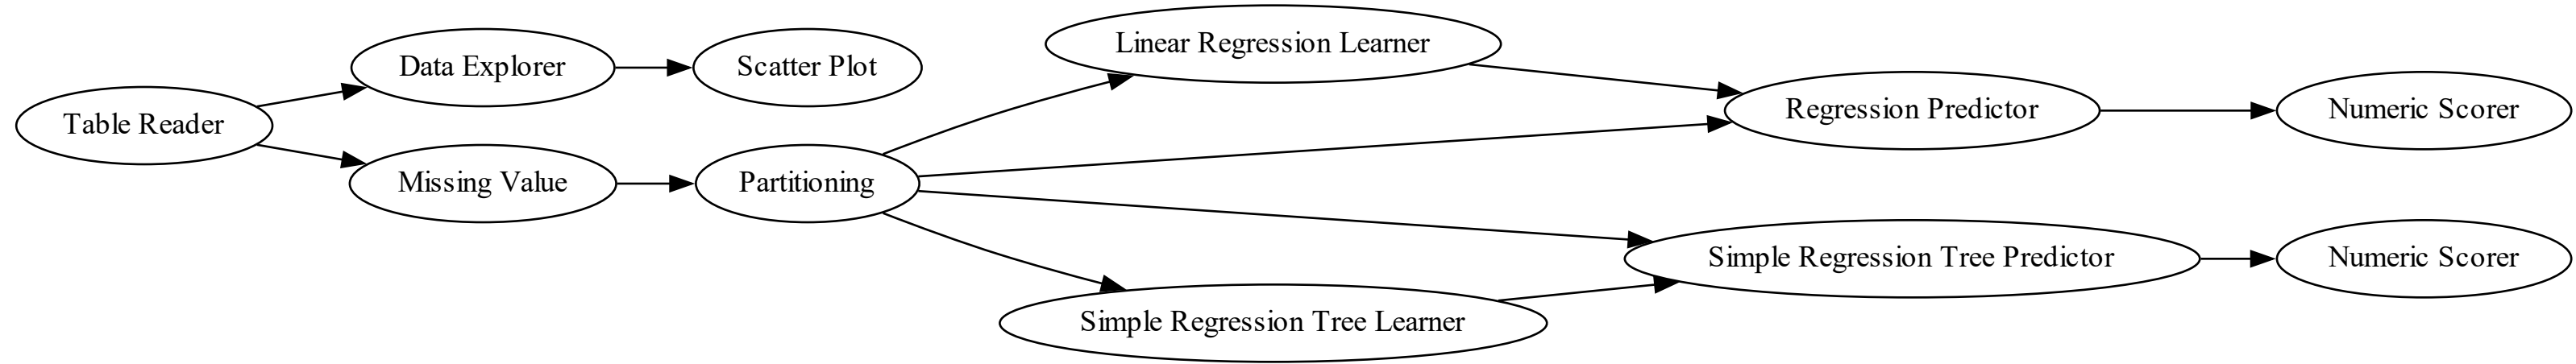 Table Reader
Data Explorer
Scatter Plot
Missing Value
Partitioning
Linear Regression Learner
Regression Predictor
Numeric Scorer
Simple Regression Tree Learner
Simple Regression Tree Predictor
Numeric Scorer